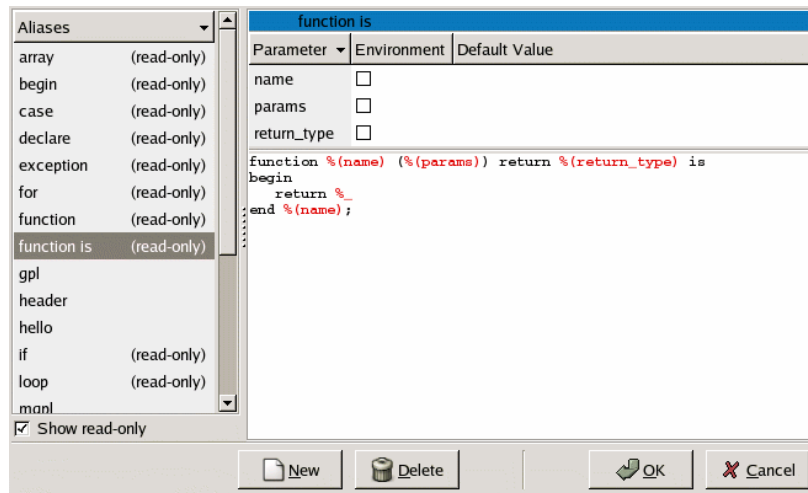 Aliases
array (read-only)
begin (read-only)
case (read-only)
declare (read-only)
exception (read-only)
for (read-only)
function (read-only)
function is (read-only)
gpl
header
hello
if (read-only)
loop (read-only)
mgpl
Show read-only
function is
Parameter Environment Default Value
name
params
return_type
function %(name) (%(params)) return %(return_type) is
begin
   return %_
end %(name);
New Delete OK Cancel